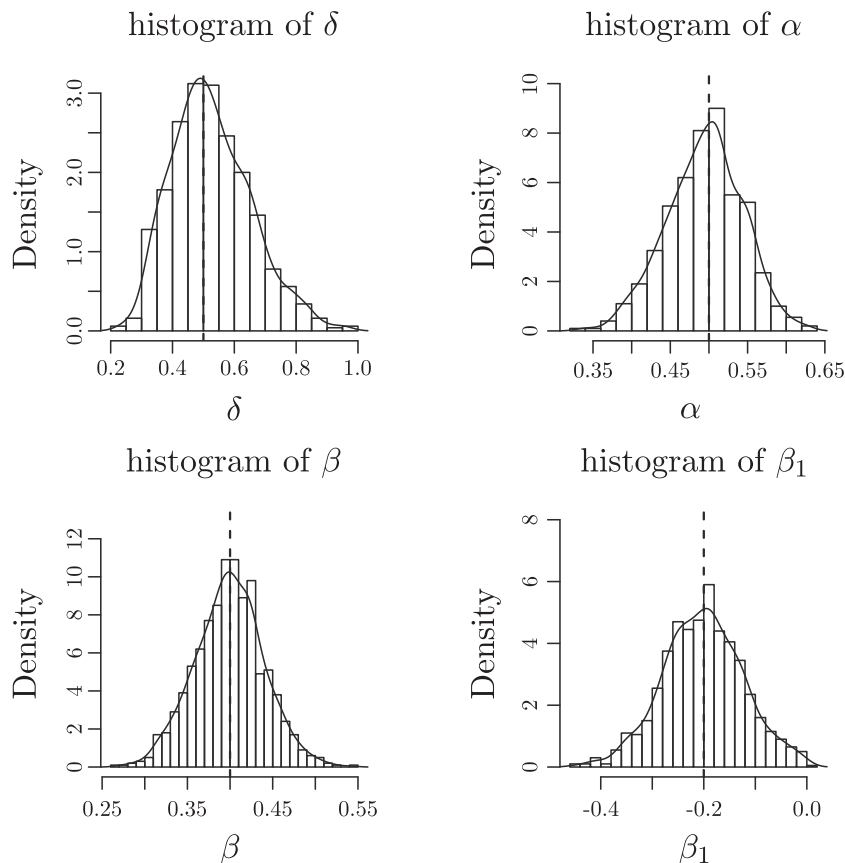 histogram of δ
3.0
2.0
1.0
0.0
Density
0.2 0.4 0.6 0.8 1.0
δ
histogram of α
10
8
6
4
2
0
Density
0.35 0.45 0.55 0.65
α
histogram of β
12
10
8
6
4
2
0
Density
0.25 0.35 0.45 0.55
β
histogram of β₁
8
6
4
2
0
Density
-0.4 -0.2 0.0
β₁